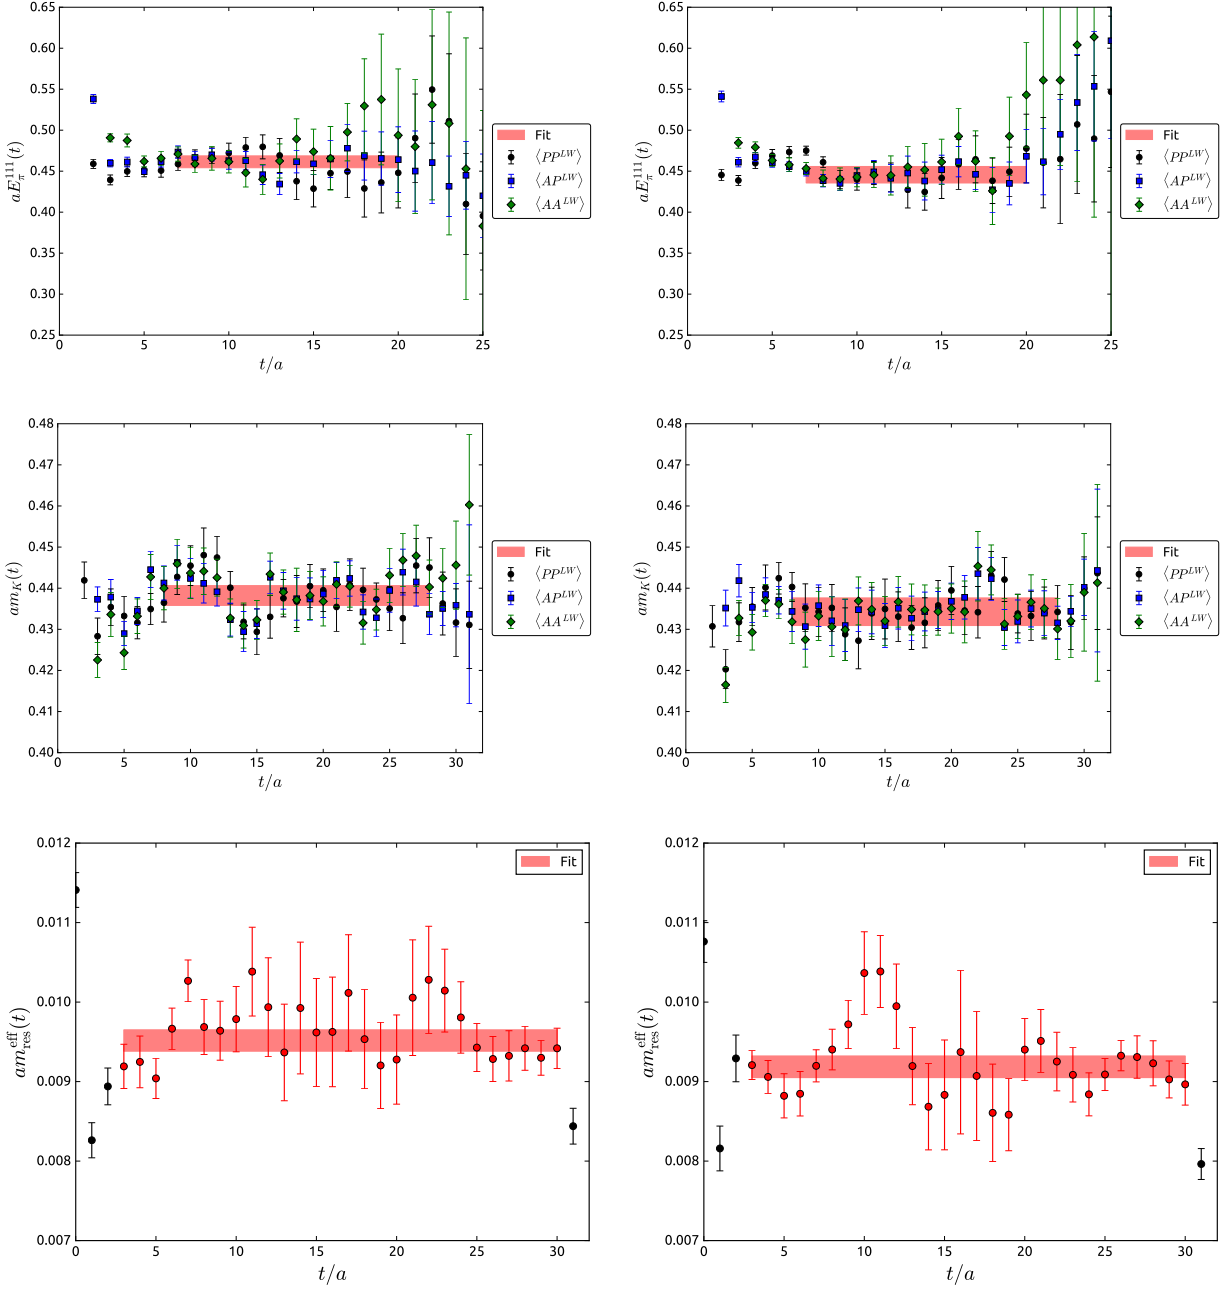 0.65
0.60
0.55
0.50
0.45
0.40
0.35
0.30
0.25
0 5 10 15 20 25
t/a
aE_π^{111}(t)
Fit
⟨PP^{LW}⟩
⟨AP^{LW}⟩
⟨AA^{LW}⟩
0.65
0.60
0.55
0.50
0.45
0.40
0.35
0.30
0.25
0 5 10 15 20 25
t/a
aE_π^{111}(t)
Fit
⟨PP^{LW}⟩
⟨AP^{LW}⟩
⟨AA^{LW}⟩
0.48
0.47
0.46
0.45
0.44
0.43
0.42
0.41
0.40
0 5 10 15 20 25 30
t/a
am_K(t)
Fit
⟨PP^{LW}⟩
⟨AP^{LW}⟩
⟨AA^{LW}⟩
0.48
0.47
0.46
0.45
0.44
0.43
0.42
0.41
0.40
0 5 10 15 20 25 30
t/a
am_K(t)
Fit
⟨PP^{LW}⟩
⟨AP^{LW}⟩
⟨AA^{LW}⟩
0.012
0.011
0.010
0.009
0.008
0.007
0 5 10 15 20 25 30
t/a
am_{res}^{eff}(t)
Fit
0.012
0.011
0.010
0.009
0.008
0.007
0 5 10 15 20 25 30
t/a
am_{res}^{eff}(t)
Fit